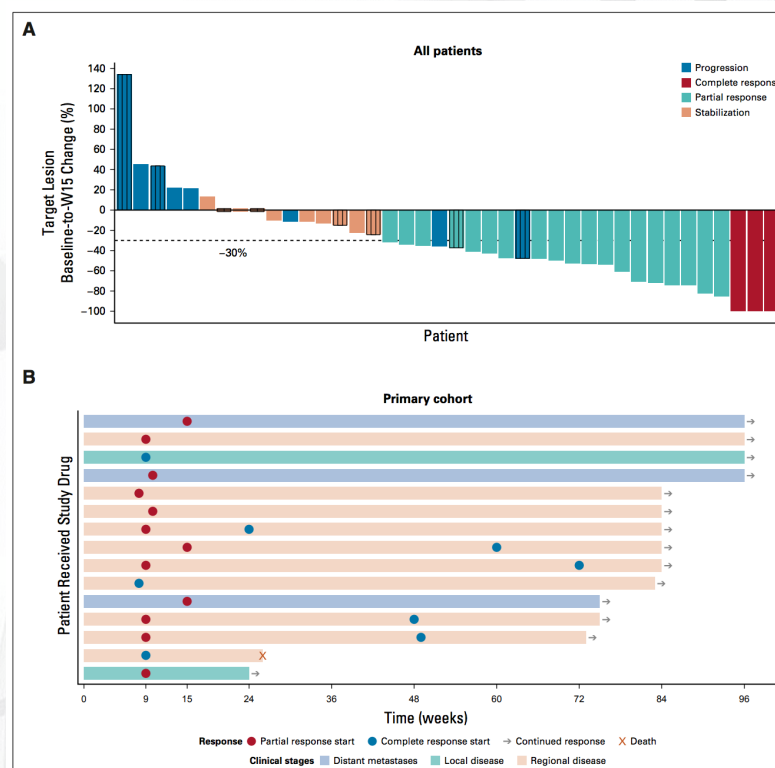 A
All patients
Target Lesion
Baseline-to-W15 Change (%)
140
120
100
80
60
40
20
0
−20
−40
−60
−80
−100
−30%
Progression
Complete respons
Partial response
Stabilization
Patient
B
Primary cohort
Patient Received Study Drug
0 9 15 24 36 48 60 72 84 96
Time (weeks)
Response Partial response start Complete response start Continued response X Death
Clinical stages Distant metastases Local disease Regional disease